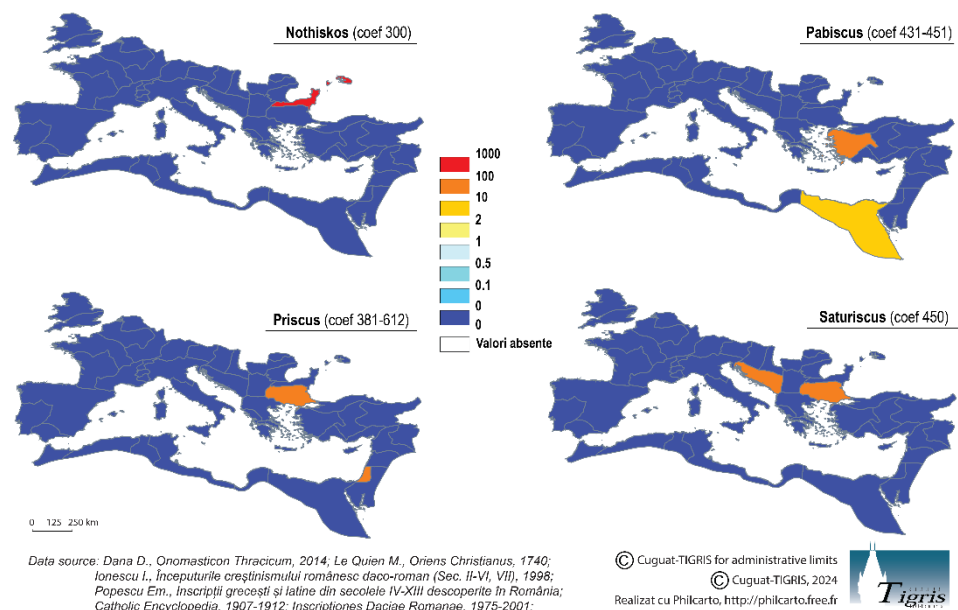 Nothiskos (coef 300)
Pabiscus (coef 431-451)
1000
100
10
2
1
0.5
0.1
0
0
Valori absente
Priscus (coef 381-612)
Saturiscus (coef 450)
0 125 250 km
Data source: Dana D., Onomasticon Thracicum, 2014; Le Quien M., Oriens Christianus, 1740;
Ionescu I., Începuturile creștinismului românesc daco-roman (Sec. II-VI, VII), 1998;
Popescu Em., Inscripții grecești și latine din secolele IV-XIII descoperite în România;
Catholic Encyclopedia, 1907-1912; Inscriptiones Daciae Romanae, 1975-2001;
© Cuguat-TIGRIS for administrative limits
© Cuguat-TIGRIS, 2024
Realizat cu Philcarto, http://philcarto.free.fr
Tigris